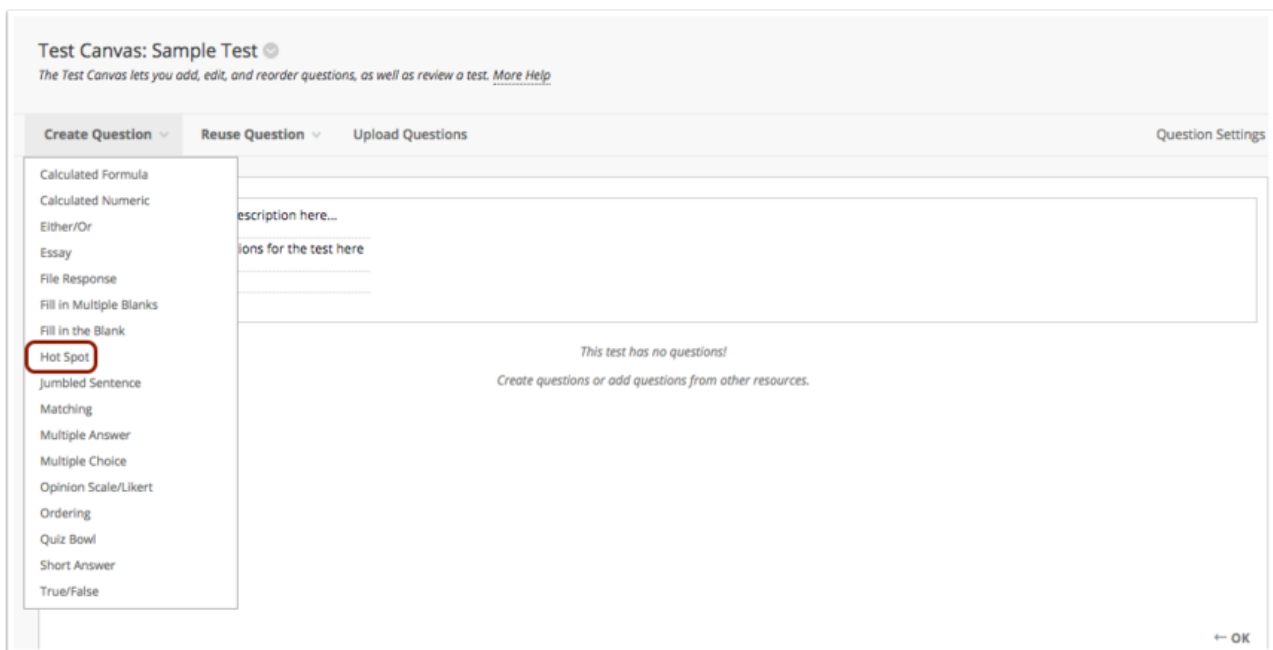 Test Canvas: Sample Test
The Test Canvas lets you add, edit, and reorder questions, as well as review a test. More Help
Create Question Reuse Question Upload Questions Question Settings
Calculated Formula
Calculated Numeric
Either/Or
Essay
File Response
Fill in Multiple Blanks
Fill in the Blank
Hot Spot
Jumbled Sentence
Matching
Multiple Answer
Multiple Choice
Opinion Scale/Likert
Ordering
Quiz Bowl
Short Answer
True/False
escription here...
ions for the test here
This test has no questions!
Create questions or add questions from other resources.
← OK